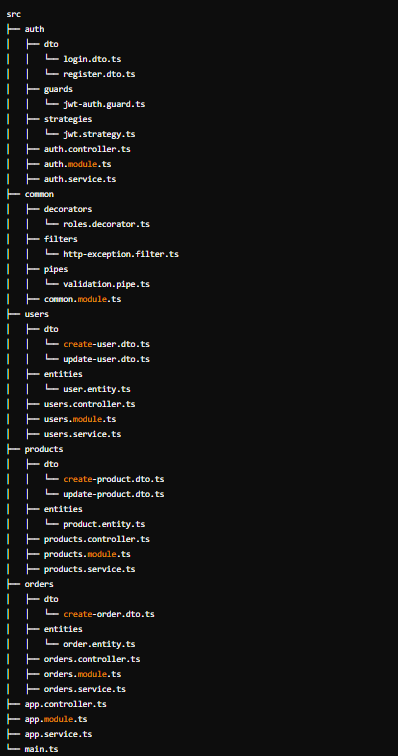 src
├── auth
│   ├── dto
│   │   └── login.dto.ts
│   │   └── register.dto.ts
│   ├── guards
│   │   └── jwt-auth.guard.ts
│   ├── strategies
│   │   └── jwt.strategy.ts
│   ├── auth.controller.ts
│   ├── auth.module.ts
│   ├── auth.service.ts
├── common
│   ├── decorators
│   │   └── roles.decorator.ts
│   ├── filters
│   │   └── http-exception.filter.ts
│   ├── pipes
│   │   └── validation.pipe.ts
│   ├── common.module.ts
├── users
│   ├── dto
│   │   └── create-user.dto.ts
│   │   └── update-user.dto.ts
│   ├── entities
│   │   └── user.entity.ts
│   ├── users.controller.ts
│   ├── users.module.ts
│   ├── users.service.ts
├── products
│   ├── dto
│   │   └── create-product.dto.ts
│   │   └── update-product.dto.ts
│   ├── entities
│   │   └── product.entity.ts
│   ├── products.controller.ts
│   ├── products.module.ts
│   ├── products.service.ts
├── orders
│   ├── dto
│   │   └── create-order.dto.ts
│   ├── entities
│   │   └── order.entity.ts
│   ├── orders.controller.ts
│   ├── orders.module.ts
│   ├── orders.service.ts
├── app.controller.ts
├── app.module.ts
├── app.service.ts
└── main.ts